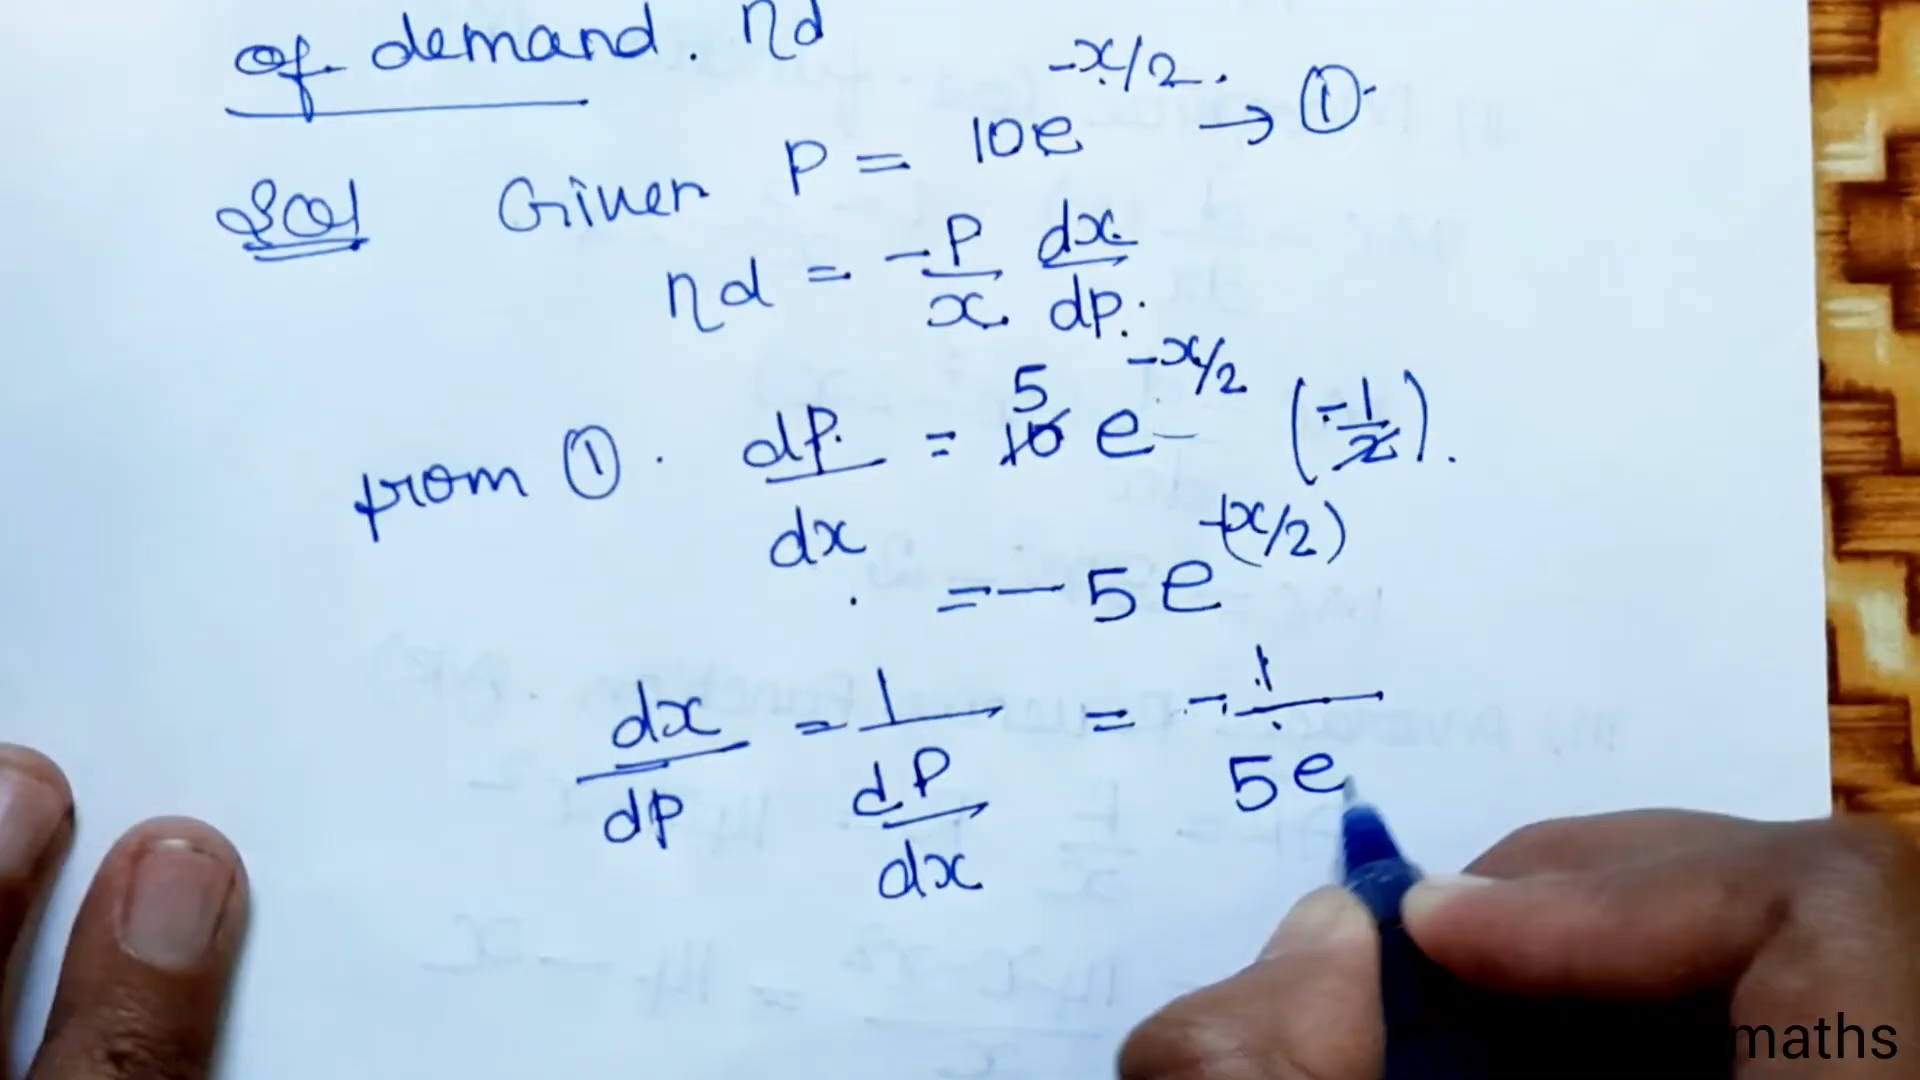 of demand. ηd
Sol Given P = 10e^{-x/2} → ①
ηd = -P/x dx/dp.
from ①. dp/dx = 5 10 e^{-x/2} (-1/2).
= -5e^{-(x/2)}
dx/dp = 1/(dP/dx) = -1/5e
maths